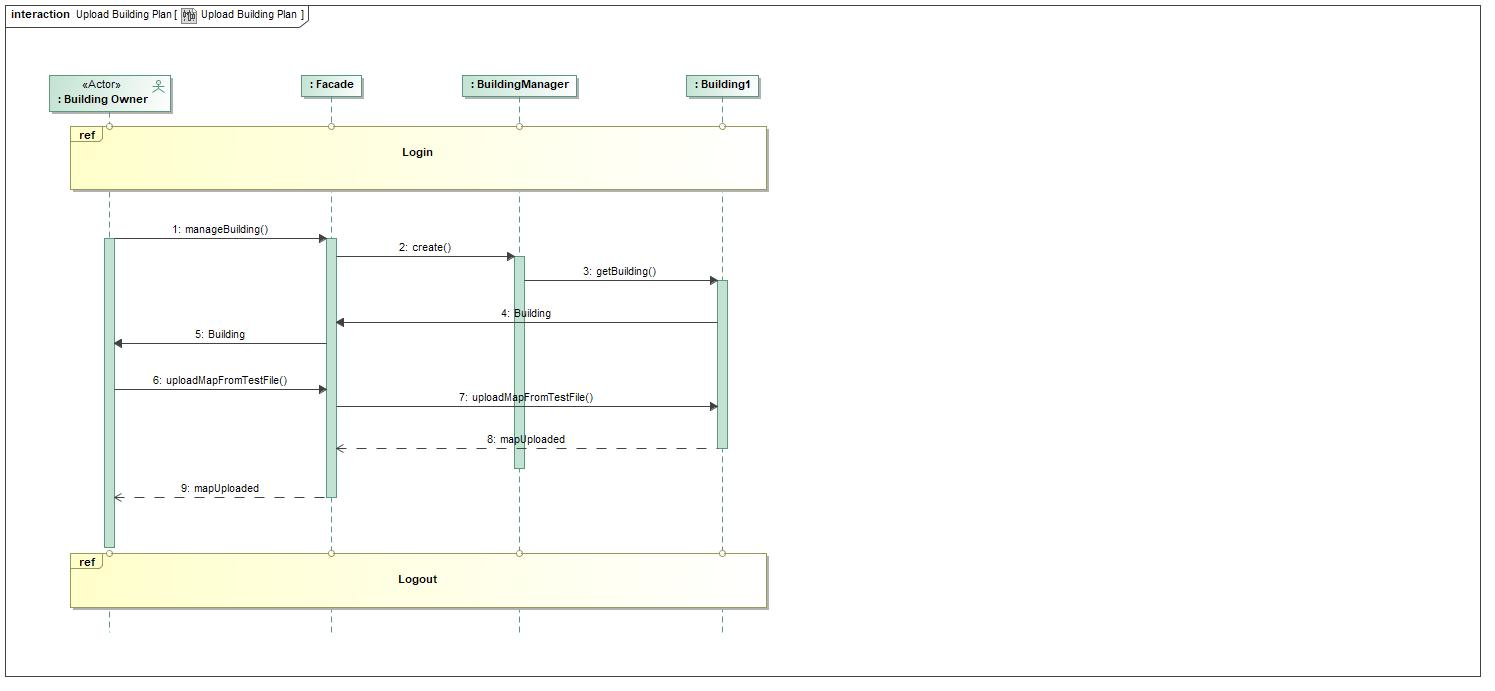 interaction Upload Building Plan [ Upload Building Plan ]
«Actor»
: Building Owner
: Facade
: BuildingManager
: Building1
ref
Login
1: manageBuilding()
2: create()
3: getBuilding()
4: Building
5: Building
6: uploadMapFromTestFile()
7: uploadMapFromTestFile()
8: mapUploaded
9: mapUploaded
ref
Logout